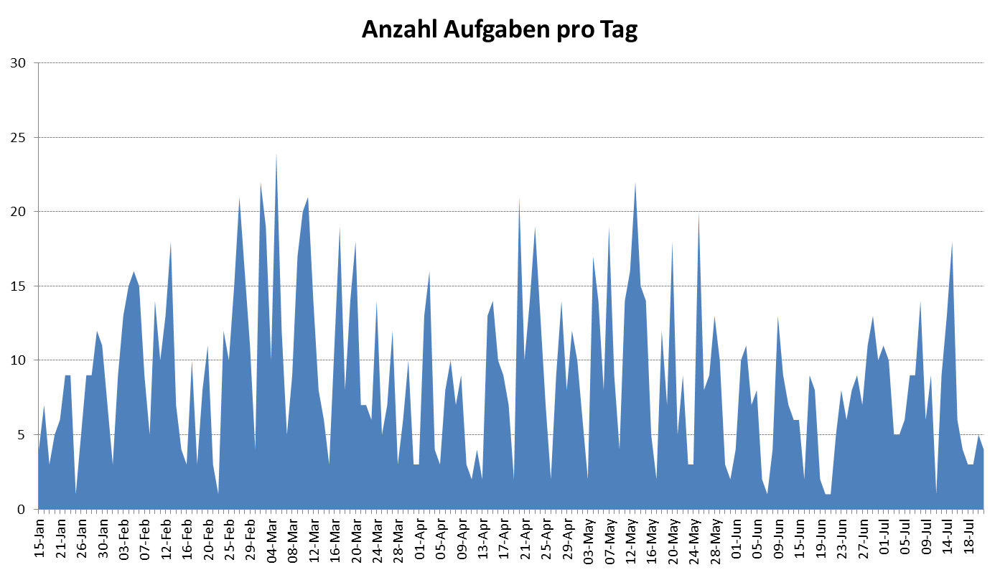 Anzahl Aufgaben pro Tag
30
25
20
15
10
5
0
15-Jan
21-Jan
26-Jan
30-Jan
03-Feb
07-Feb
12-Feb
16-Feb
20-Feb
25-Feb
29-Feb
04-Mar
08-Mar
12-Mar
16-Mar
20-Mar
24-Mar
28-Mar
01-Apr
05-Apr
09-Apr
13-Apr
17-Apr
21-Apr
25-Apr
29-Apr
03-May
07-May
12-May
16-May
20-May
24-May
28-May
01-Jun
05-Jun
09-Jun
15-Jun
19-Jun
23-Jun
27-Jun
01-Jul
05-Jul
09-Jul
14-Jul
18-Jul